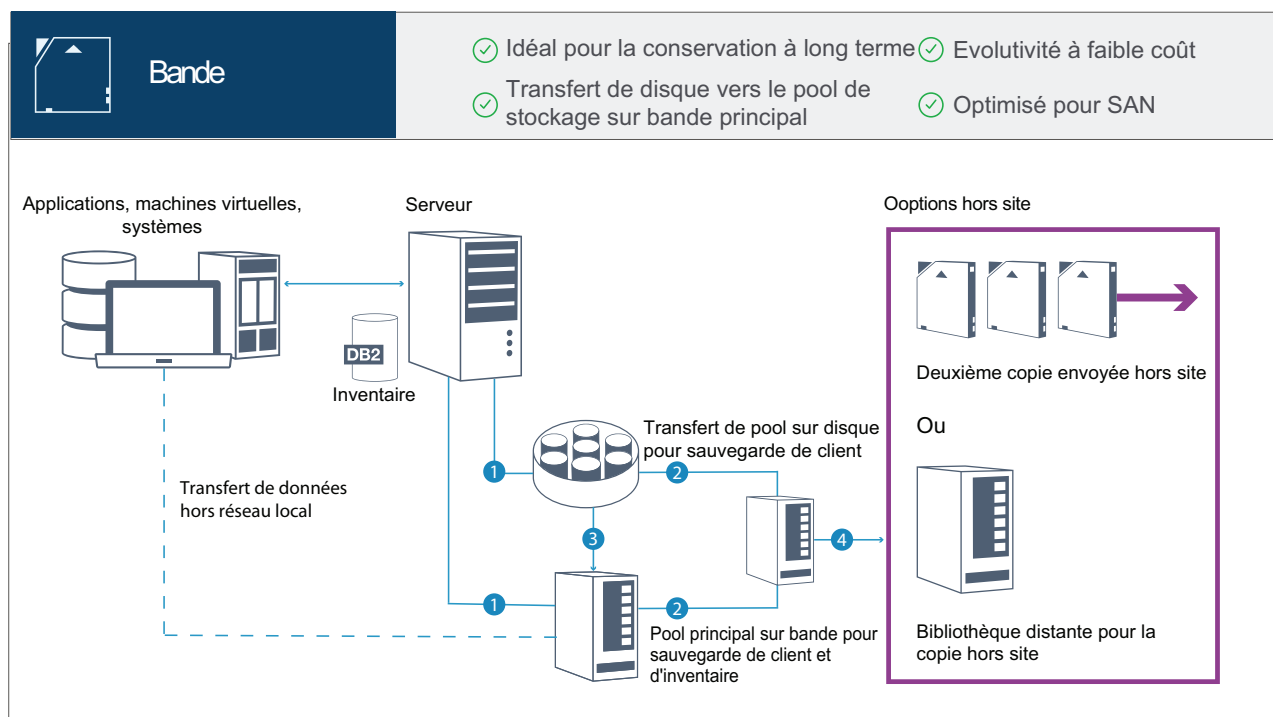 Bande
Idéal pour la conservation à long terme
Transfert de disque vers le pool de
stockage sur bande principal
Evolutivité à faible coût
Optimisé pour SAN
Applications, machines virtuelles,
systèmes
Serveur
Ooptions hors site
DB2
Inventaire
Deuxième copie envoyée hors site
Transfert de pool sur disque
pour sauvegarde de client
Ou
1
2
Transfert de données
hors réseau local
3
4
1
2
Pool principal sur bande pour
sauvegarde de client et
d'inventaire
Bibliothèque distante pour la
copie hors site